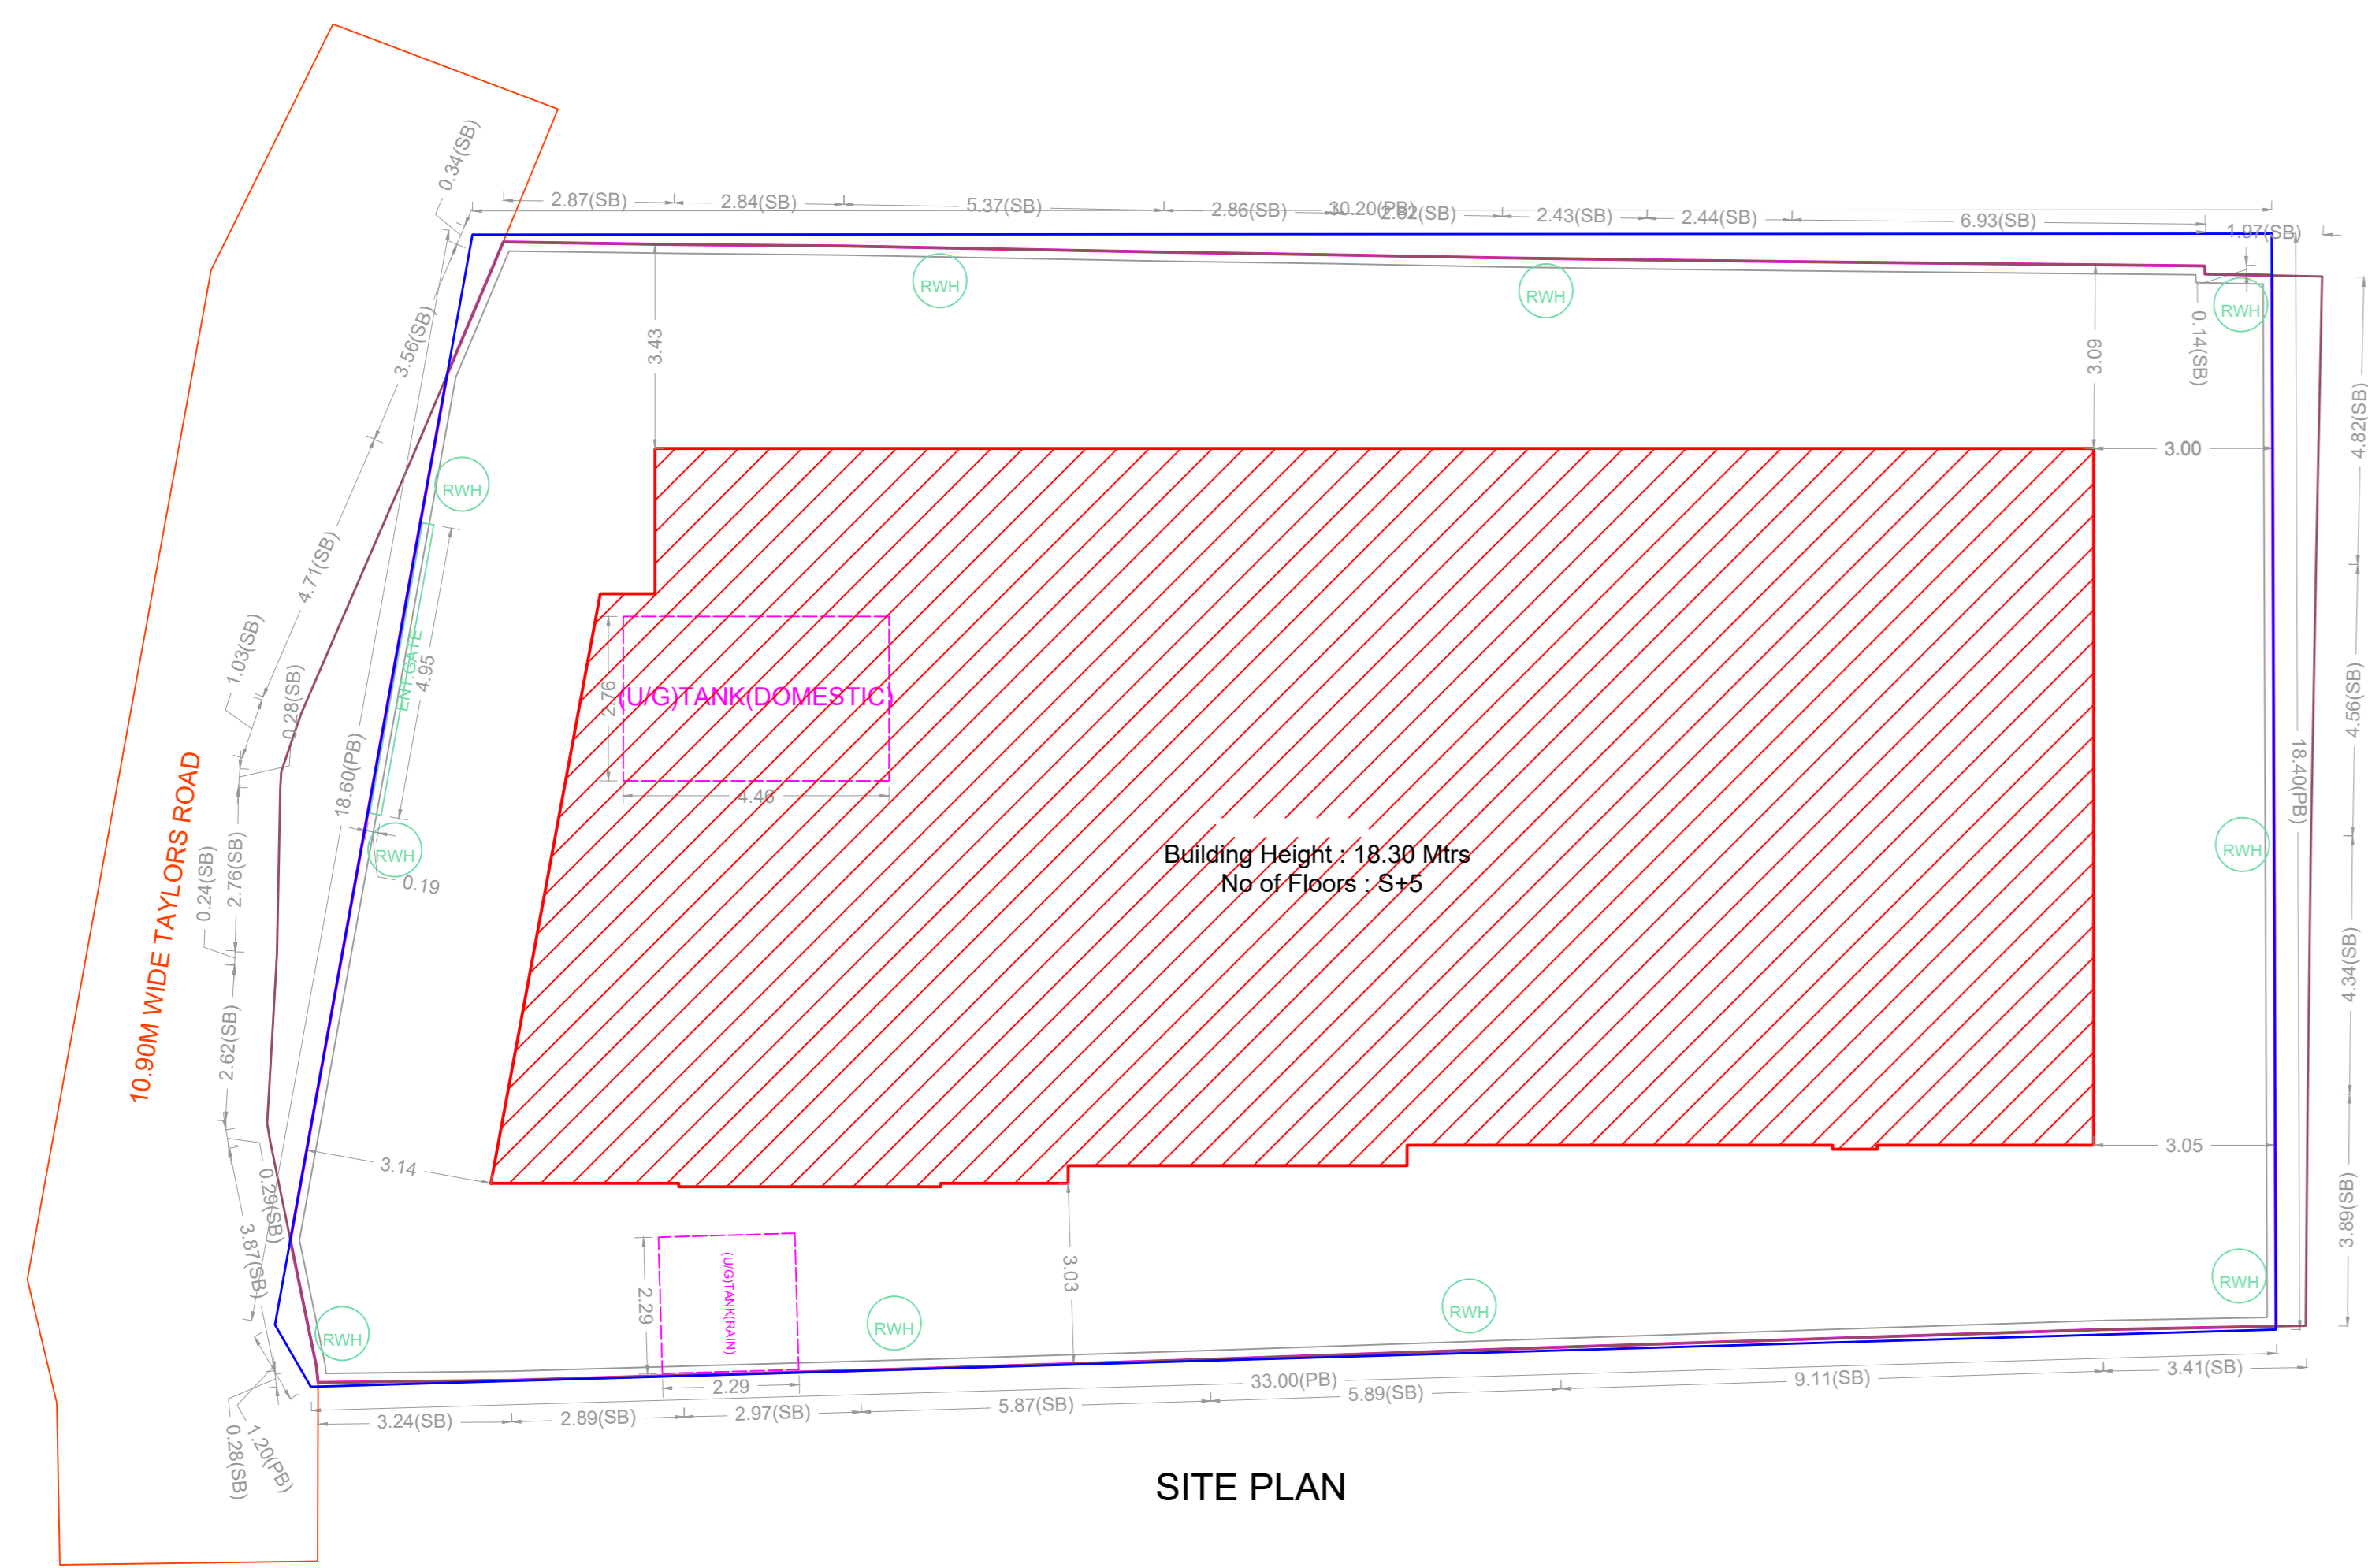 0.34(SB)
2.87(SB)
2.84(SB)
5.37(SB)
2.86(SB)
30.20(PB)
2.82(SB)
2.43(SB)
2.44(SB)
6.93(SB)
1.97(SB)
RWH
RWH
RWH
3.56(SB)
3.43
3.09
0.14(SB)
4.82(SB)
3.00
RWH
4.71(SB)
1.03(SB)
0.28(SB)
ENT.GATE
4.95
2.76
(U/G)TANK(DOMESTIC)
4.46
4.56(SB)
18.60(PB)
18.40(PB)
10.90M WIDE TAYLORS ROAD
0.24(SB)
2.76(SB)
RWH
0.19
Building Height : 18.30 Mtrs
No of Floors : S+5
RWH
4.34(SB)
2.62(SB)
3.14
3.05
0.29(SB)
3.87(SB)
3.03
3.89(SB)
2.29
(U/G)TANK(RAIN)
RWH
RWH
RWH
RWH
2.29
33.00(PB)
3.24(SB)
2.89(SB)
2.97(SB)
5.87(SB)
5.89(SB)
9.11(SB)
3.41(SB)
0.28(SB)
1.20(PB)
SITE PLAN